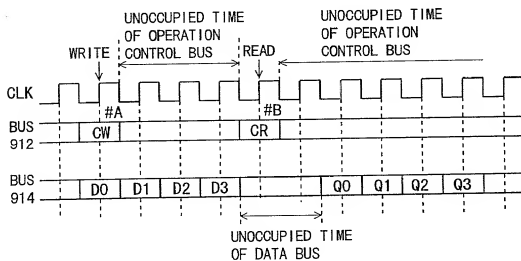 UNOCCUPIED TIME
OF OPERATION
CONTROL BUS
UNOCCUPIED TIME
OF OPERATION
CONTROL BUS
WRITE
READ
CLK
#A
#B
BUS
912
CW
CR
BUS
914
D0 D1 D2 D3 Q0 Q1 Q2 Q3
UNOCCUPIED TIME
OF DATA BUS